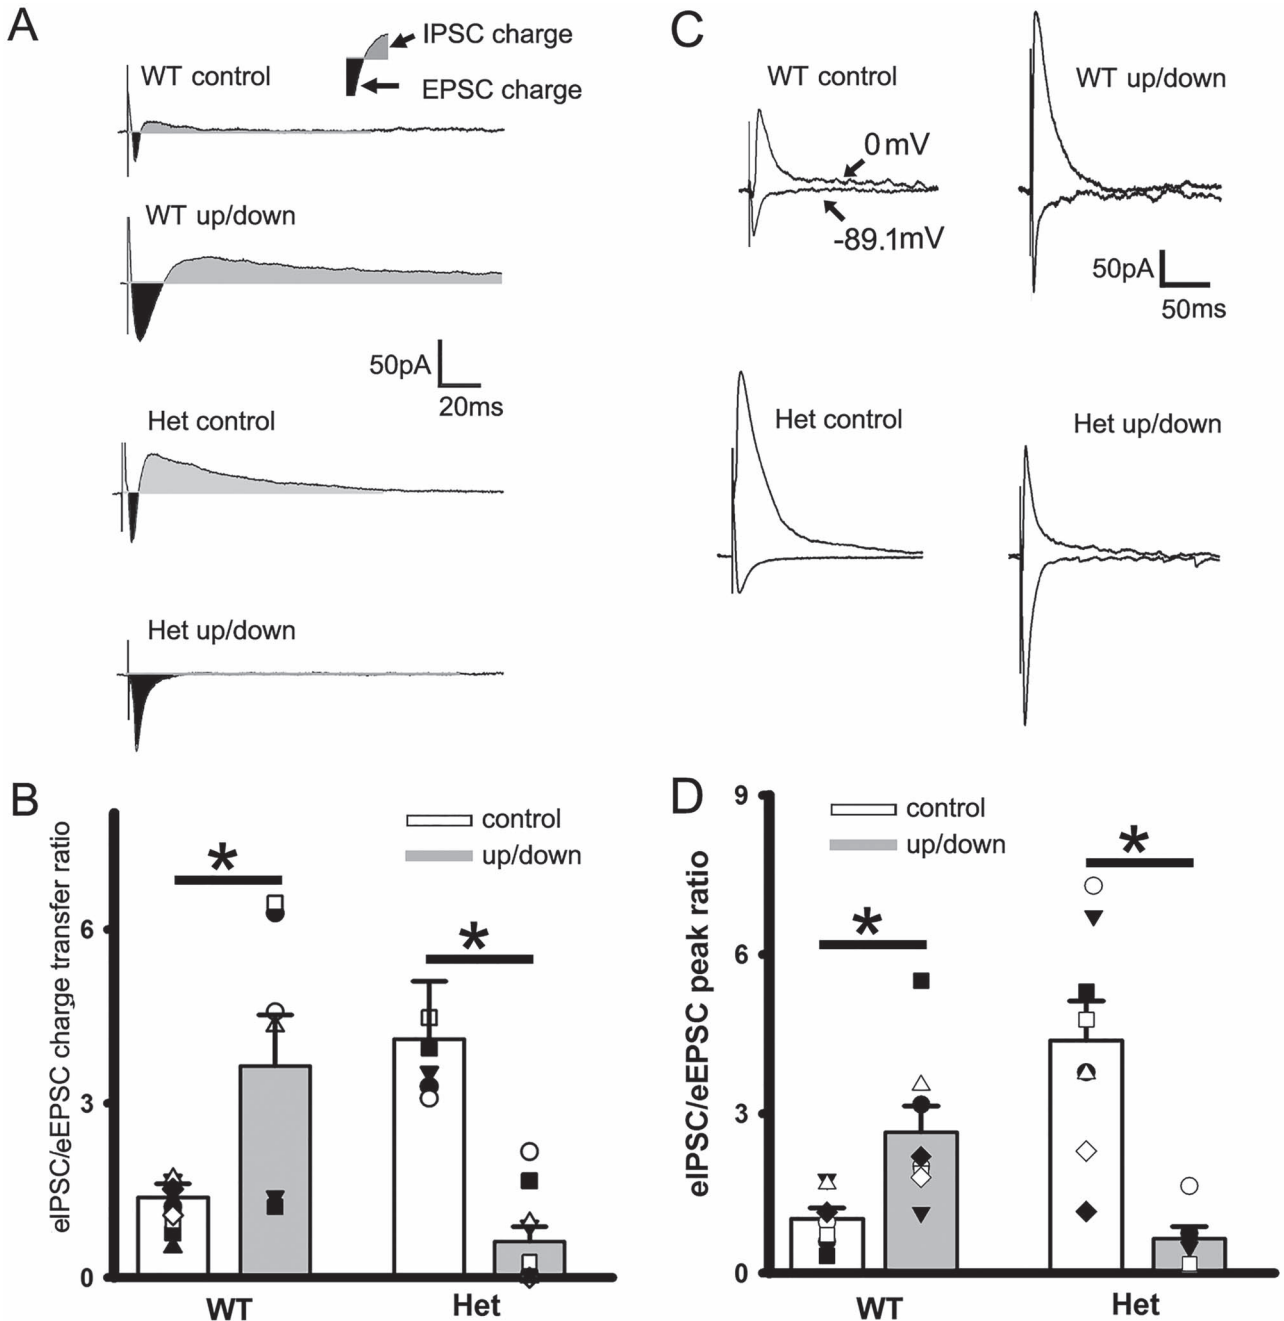 A
IPSC charge
EPSC charge
WT control
WT up/down
50pA
20ms
Het control
Het up/down
C
WT control
WT up/down
0 mV
-89.1mV
50pA
50ms
Het control
Het up/down
B
control
up/down
*
*
eIPSC/eEPSC charge transfer ratio
6
3
0
WT
Het
D
control
up/down
*
*
eIPSC/eEPSC peak ratio
9
6
3
0
WT
Het